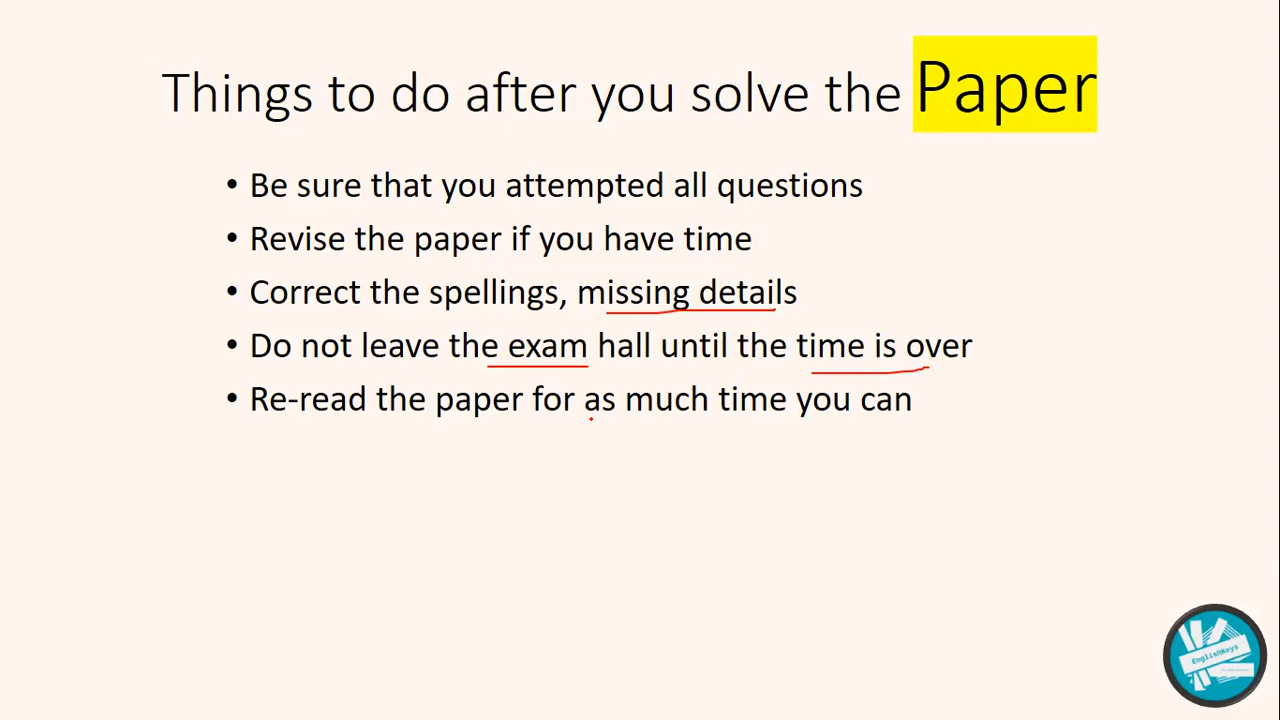 Things to do after you solve the Paper
• Be sure that you attempted all questions
• Revise the paper if you have time
• Correct the spellings, missing details
• Do not leave the exam hall until the time is over
• Re-read the paper for as much time you can
EnglishKeys